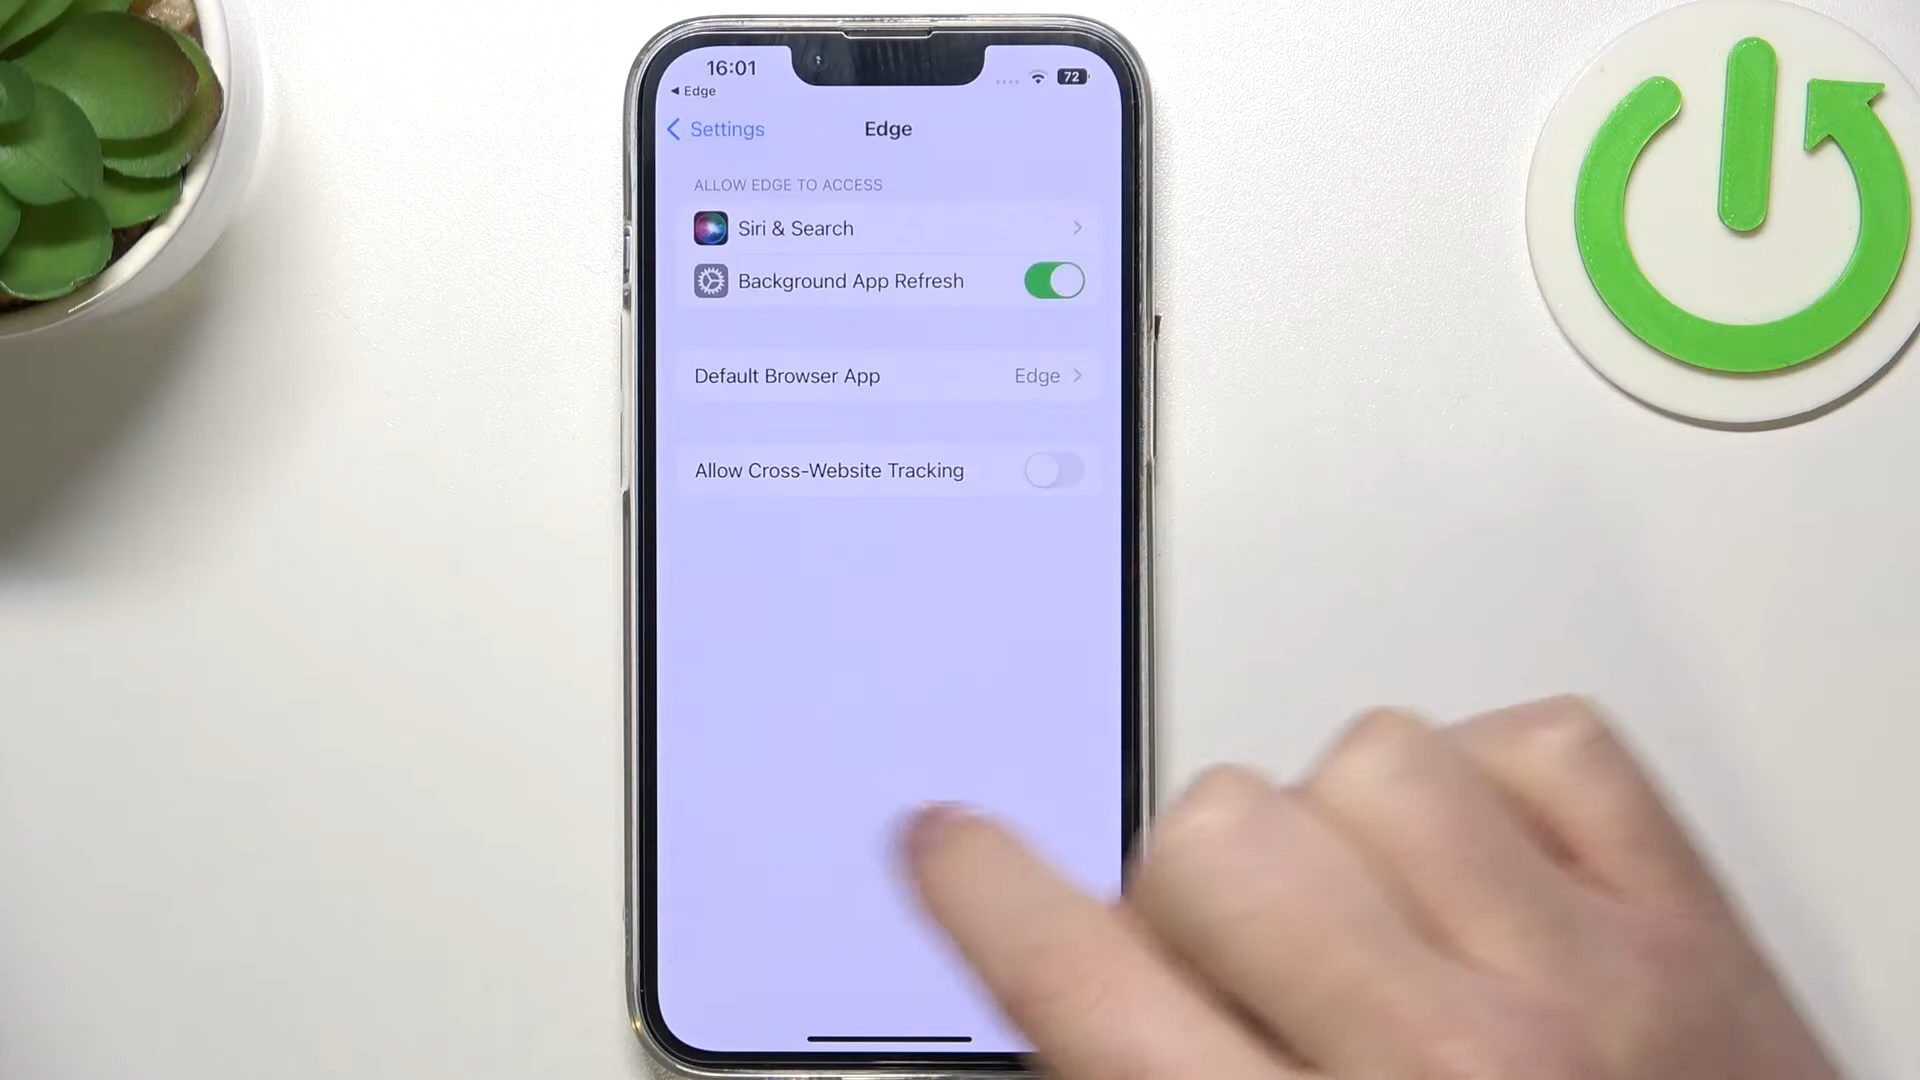 16:01
72
◀ Edge
Settings
Edge
ALLOW EDGE TO ACCESS
Siri & Search
Background App Refresh
Default Browser App Edge
Allow Cross-Website Tracking